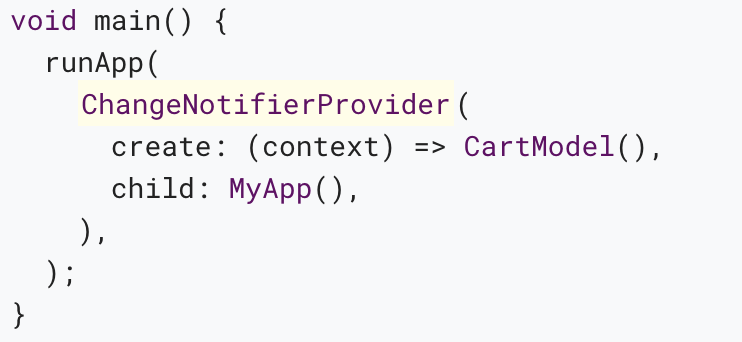 void main() {
  runApp(
    ChangeNotifierProvider(
      create: (context) => CartModel(),
      child: MyApp(),
    ),
  );
}